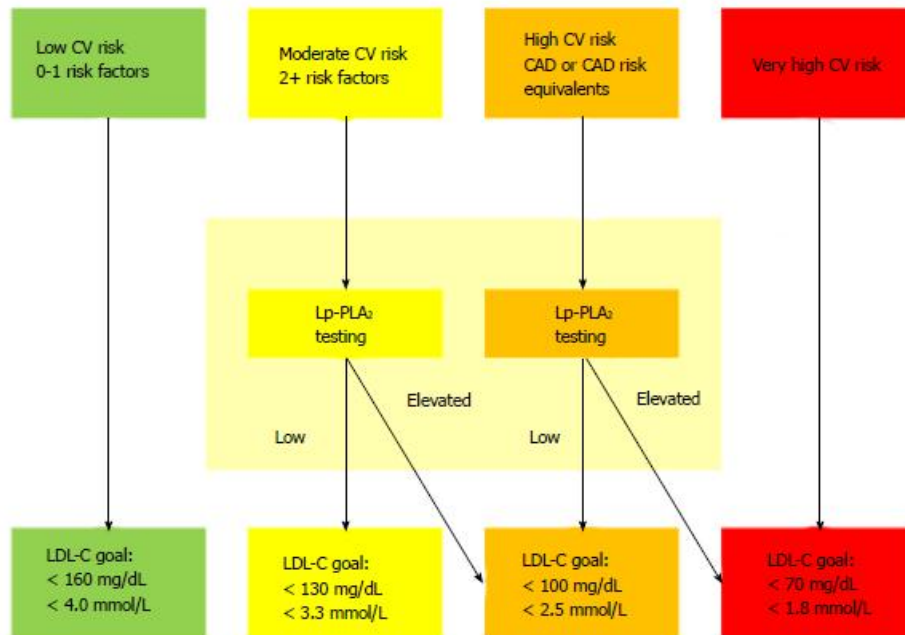 Low CV risk
0-1 risk factors
Moderate CV risk
2+ risk factors
High CV risk
CAD or CAD risk
equivalents
Very high CV risk
Lp-PLA₂
testing
Lp-PLA₂
testing
Elevated
Low
Elevated
Low
LDL-C goal:
< 160 mg/dL
< 4.0 mmol/L
LDL-C goal:
< 130 mg/dL
< 3.3 mmol/L
LDL-C goal:
< 100 mg/dL
< 2.5 mmol/L
LDL-C goal:
< 70 mg/dL
< 1.8 mmol/L